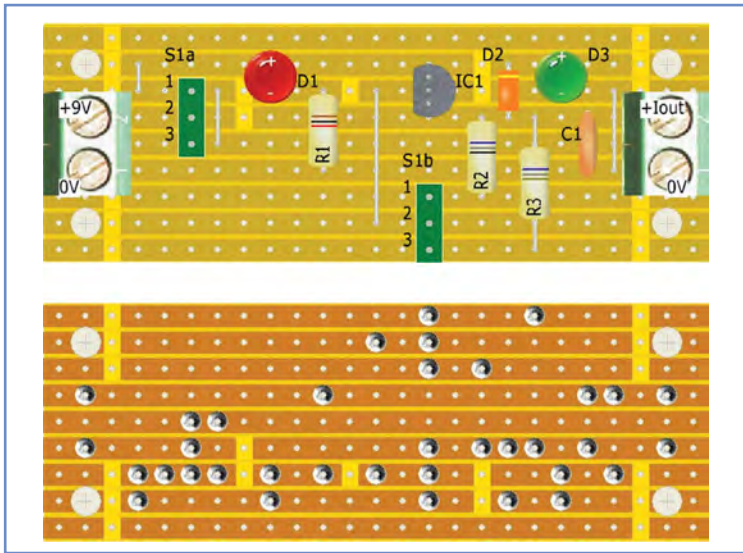 S1a
D1
IC1
D2
D3
1
2
3
+9V
0V
R1
S1b
1
2
3
R2
R3
C1
+Iout
0V